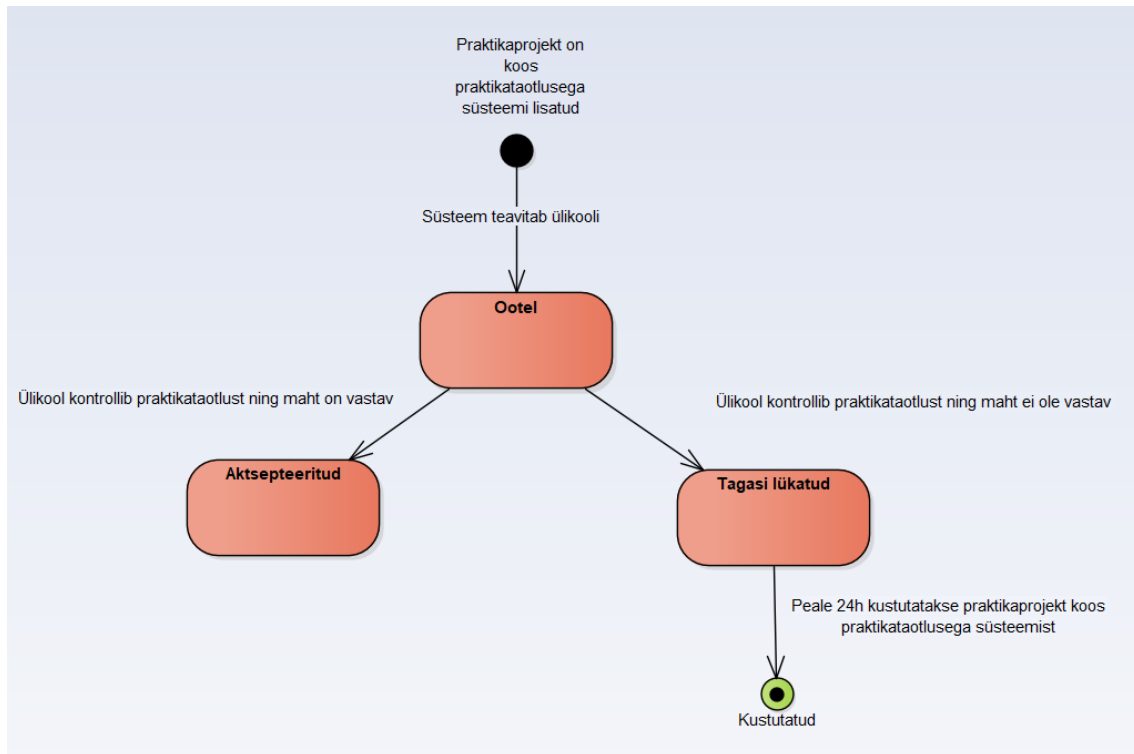 Praktikaprojekt on
koos
praktikataotlusega
süsteemi lisatud
Süsteem teavitab ülikooli
Ootel
Ülikool kontrollib praktikataotlust ning maht on vastav
Ülikool kontrollib praktikataotlust ning maht ei ole vastav
Aktsepteeritud
Tagasi lükatud
Peale 24h kustutatakse praktikaprojekt koos
praktikataotlusega süsteemist
Kustutatud